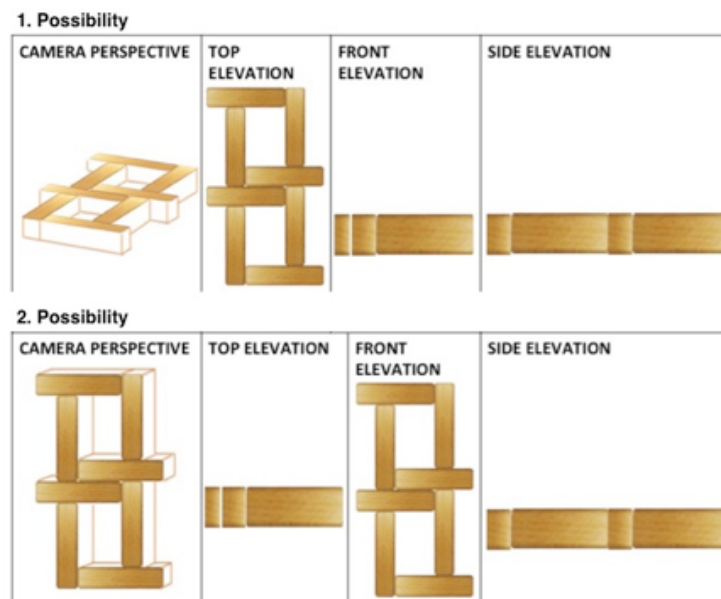 1. Possibility
CAMERA PERSPECTIVE
TOP
ELEVATION
FRONT
ELEVATION
SIDE ELEVATION
2. Possibility
CAMERA PERSPECTIVE
TOP ELEVATION
FRONT
ELEVATION
SIDE ELEVATION